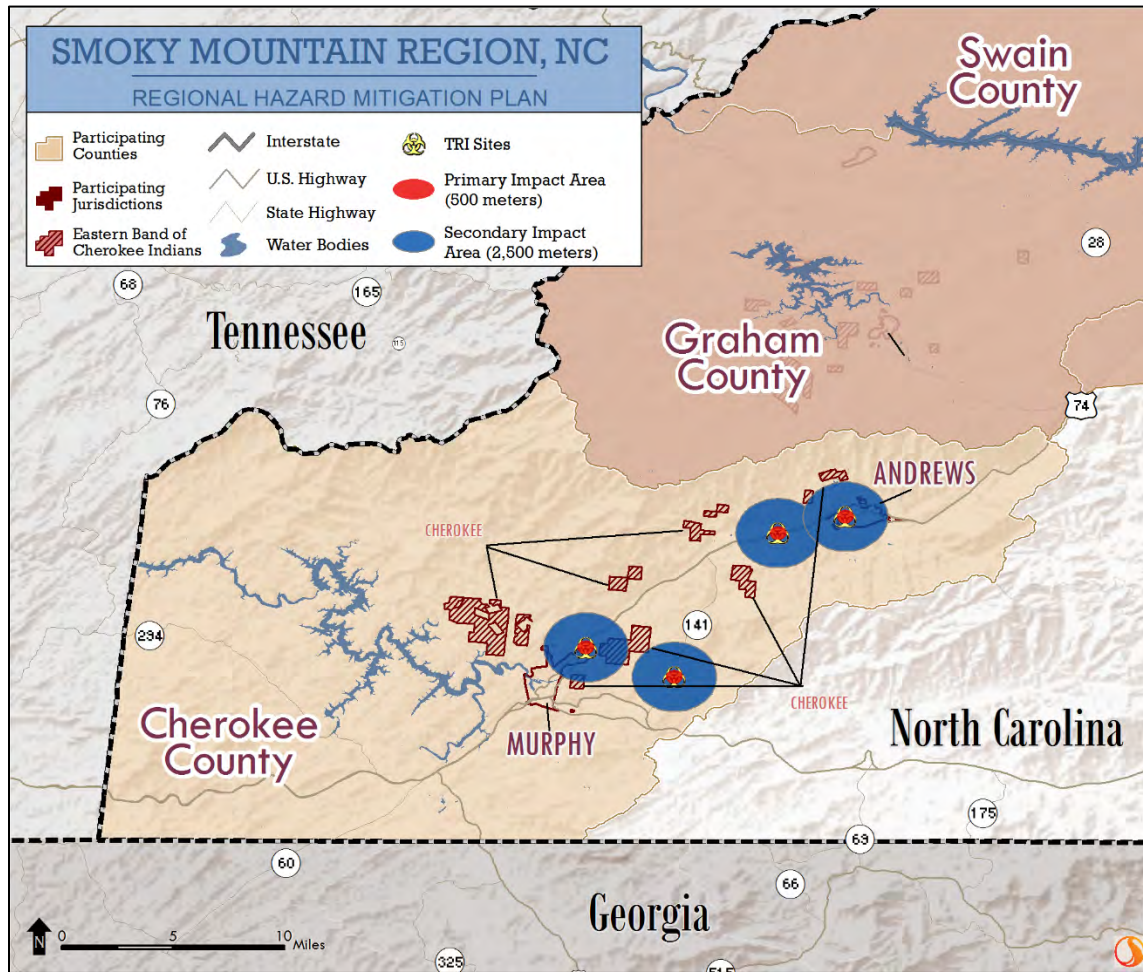 SMOKY MOUNTAIN REGION, NC
REGIONAL HAZARD MITIGATION PLAN
Participating
Counties
Participating
Jurisdictions
Eastern Band of
Cherokee Indians
Interstate
U.S. Highway
State Highway
Water Bodies
TRI Sites
Primary Impact Area
(500 meters)
Secondary Impact
Area (2,500 meters)
Swain
County
28
68
165
Tennessee
115
Graham
County
76
74
ANDREWS
CHEROKEE
141
294
CHEROKEE
Cherokee
County
MURPHY
North Carolina
175
69
60
66
Georgia
N
0 5 10
Miles
325
515